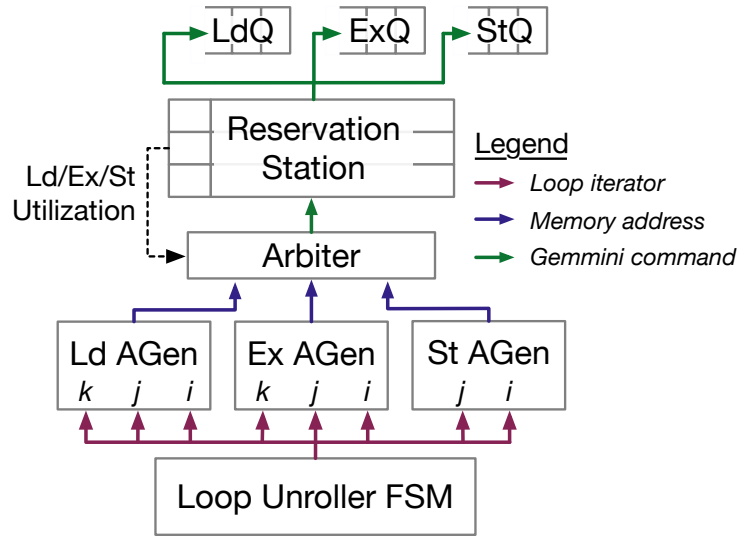 LdQ ExQ StQ
Reservation
Station
Ld/Ex/St
Utilization
Legend
Loop iterator
Memory address
Gemmini command
Arbiter
Ld AGen Ex AGen St AGen
k j i k j i j i
Loop Unroller FSM